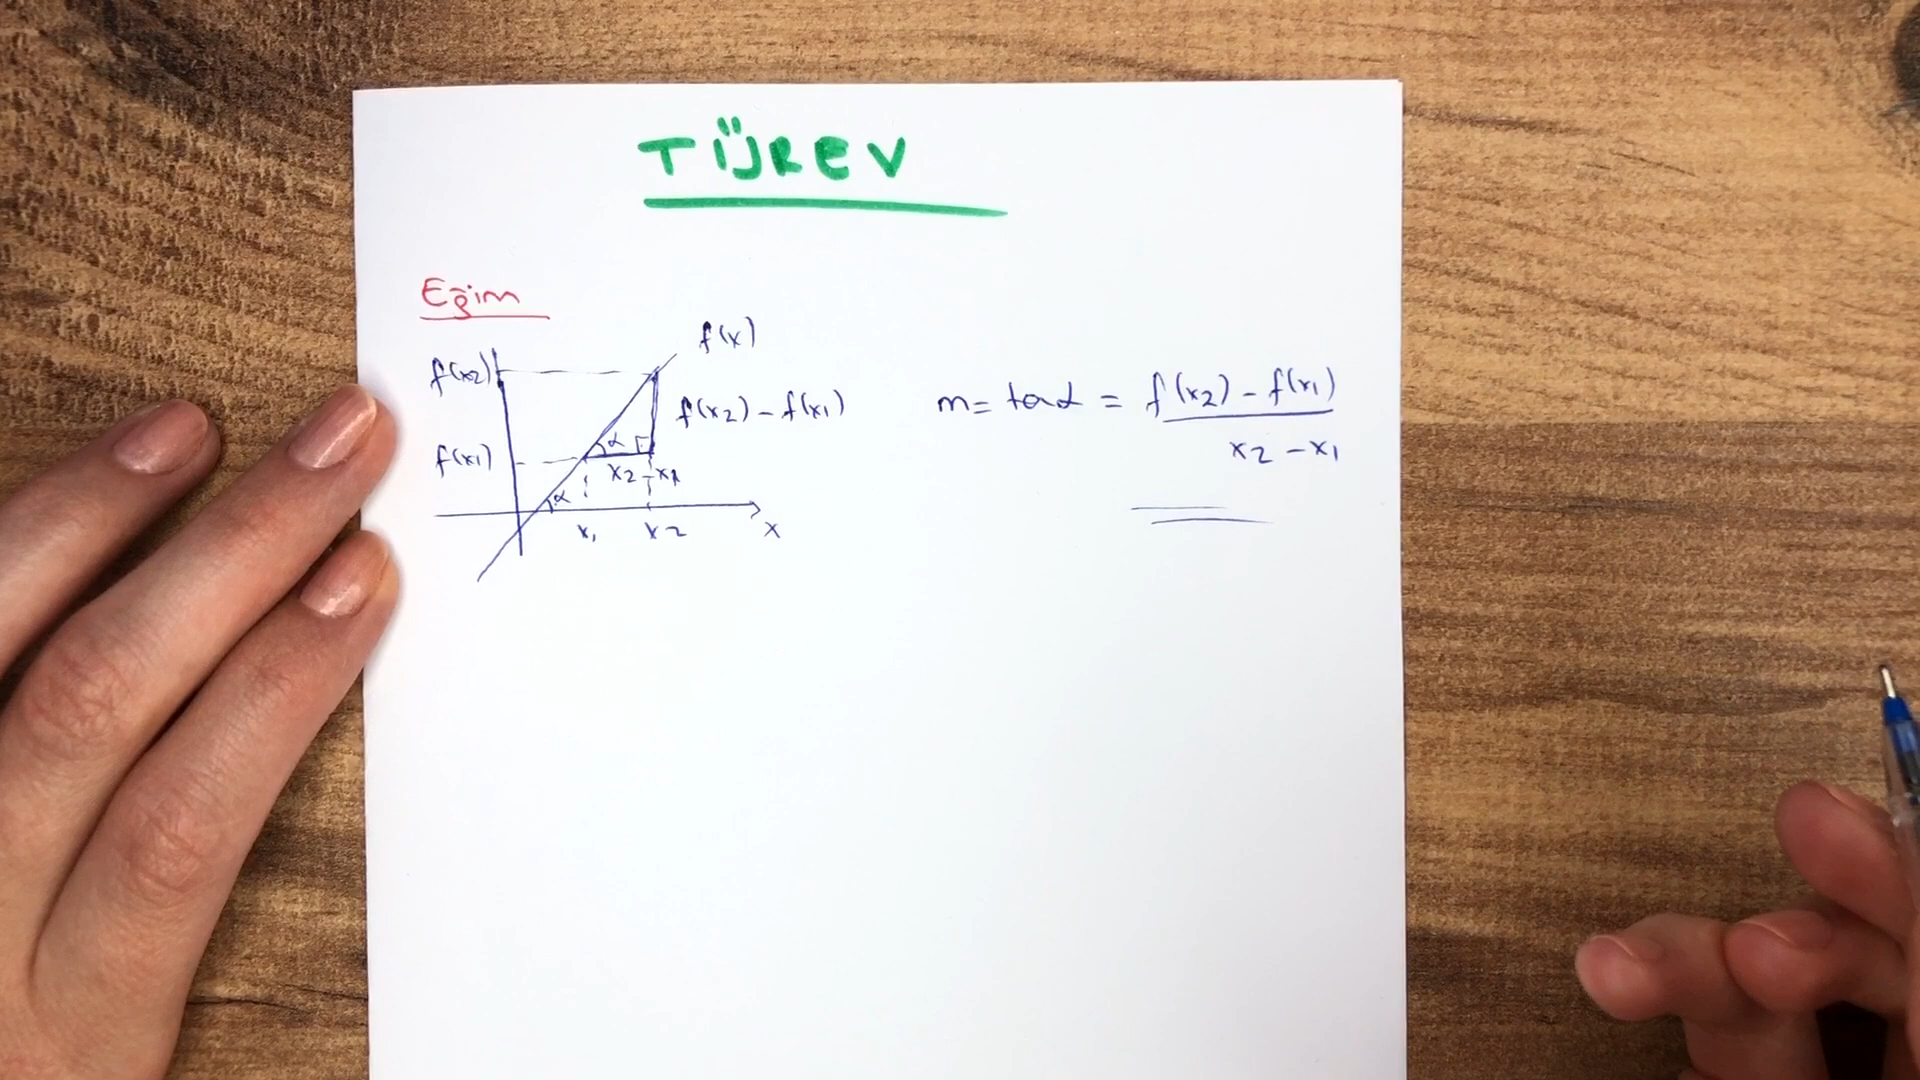 TÜREV
Eğim
f(x)
f(x2)
f(x2) - f(x1)
m = tanα = f(x2) - f(x1)
x2 - x1
α
f(x1)
x2 - x1
α
x1 x2 x